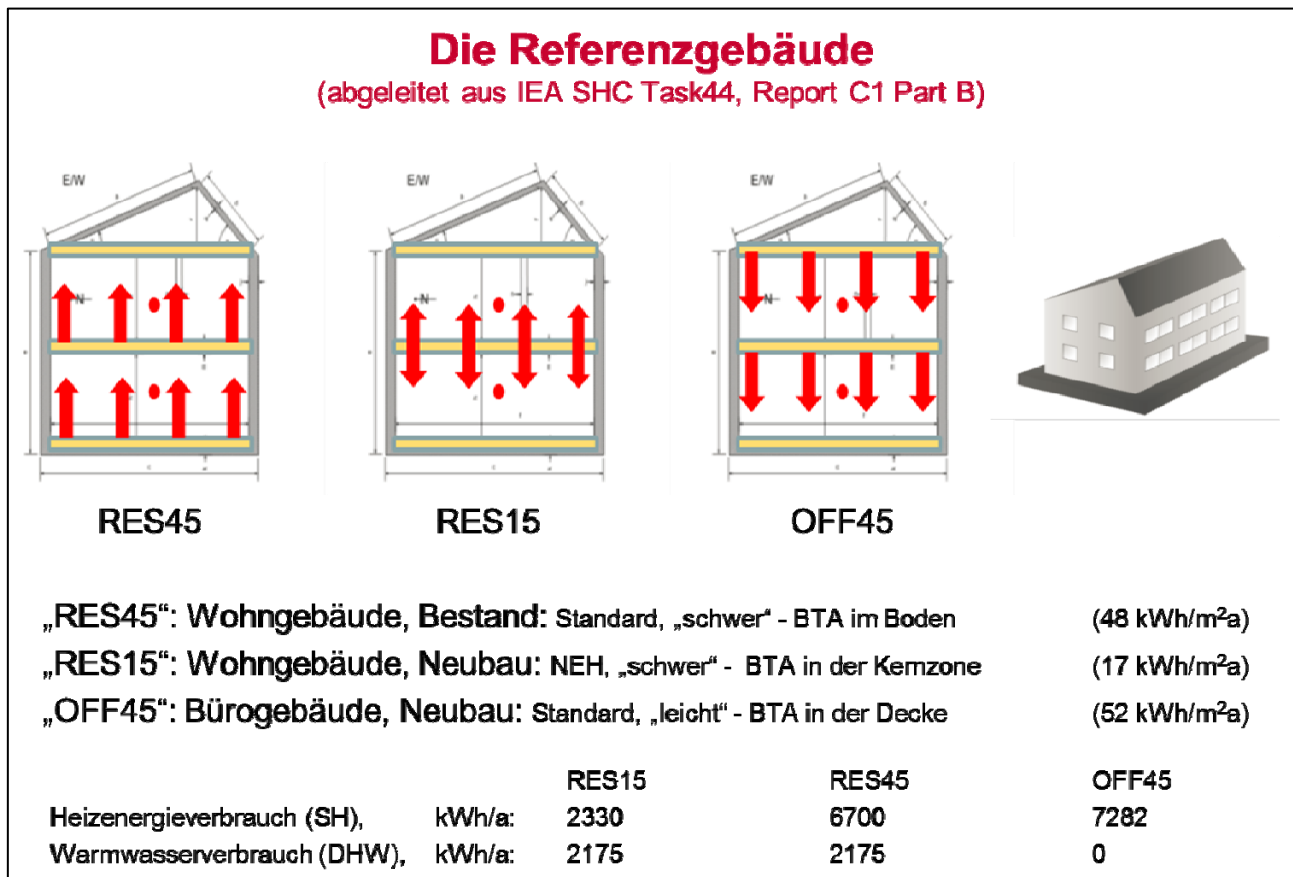 Die Referenzgebäude
(abgeleitet aus IEA SHC Task44, Report C1 Part B)
E/W E/W E/W
N N N
RES45 RES15 OFF45
„RES45“: Wohngebäude, Bestand: Standard, „schwer“ - BTA im Boden (48 kWh/m²a)
„RES15“: Wohngebäude, Neubau: NEH, „schwer“ - BTA in der Kernzone (17 kWh/m²a)
„OFF45“: Bürogebäude, Neubau: Standard, „leicht“ - BTA in der Decke (52 kWh/m²a)
RES15 RES45 OFF45
Heizenergieverbrauch (SH), kWh/a: 2330 6700 7282
Warmwasserverbrauch (DHW), kWh/a: 2175 2175 0